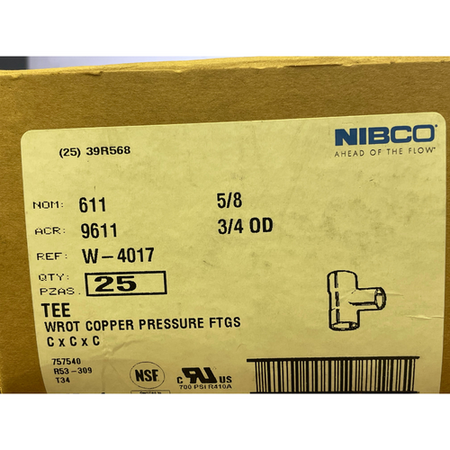 (25) 39R568
NIBCO®
AHEAD OF THE FLOW®
NOM: 611 5/8
ACR: 9611 3/4 OD
REF: W-4017
QTY:
PZAS. 25
TEE
WROT COPPER PRESSURE FTGS
C x C x C
757540
R53-309
T34
NSF
C UR US
700 PSI R410A